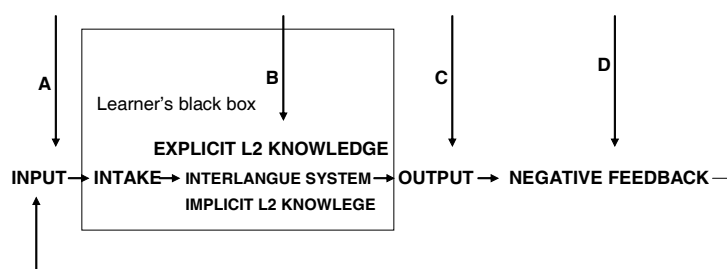 A
B
C
D
Learner's black box
EXPLICIT L2 KNOWLEDGE
INPUT INTAKE INTERLANGUE SYSTEM OUTPUT NEGATIVE FEEDBACK
IMPLICIT L2 KNOWLEGE